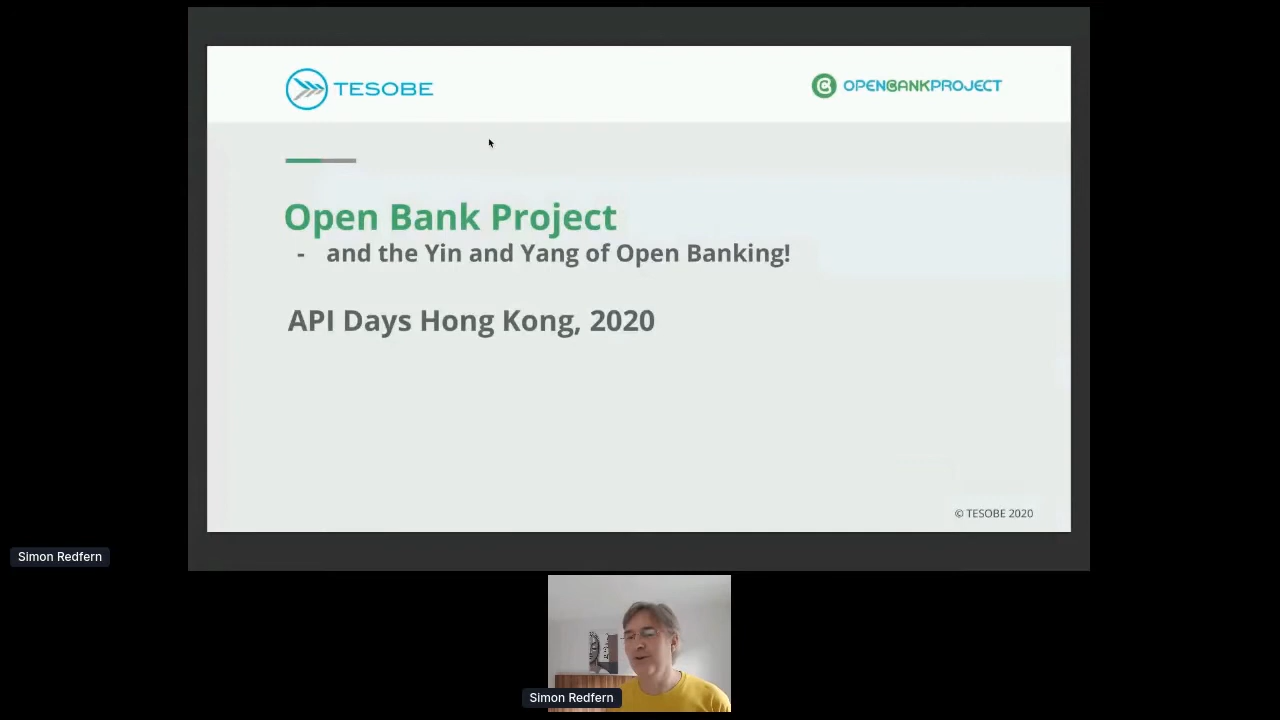 TESOBE
OPENBANKPROJECT
Open Bank Project
- and the Yin and Yang of Open Banking!
API Days Hong Kong, 2020
© TESOBE 2020
Simon Redfern
Simon Redfern